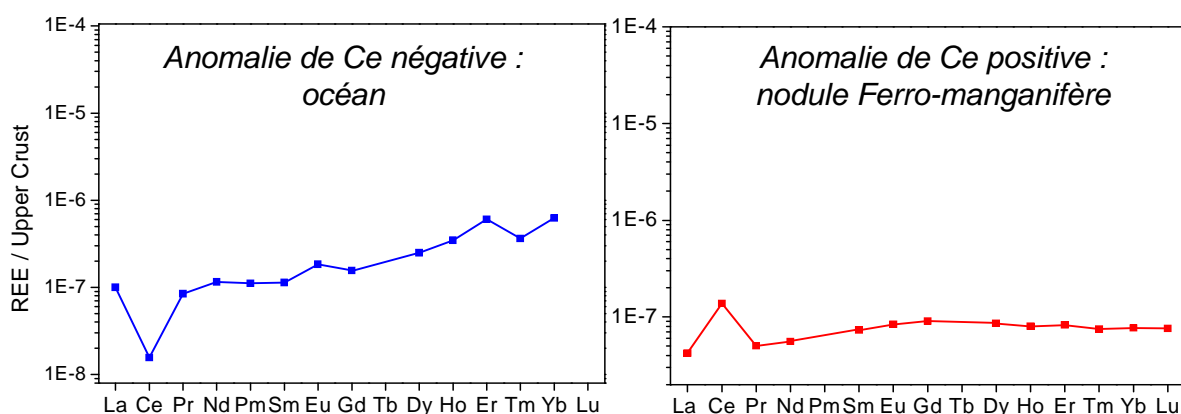 Anomalie de Ce négative :
océan
REE / Upper Crust
1E-4
1E-5
1E-6
1E-7
1E-8
La Ce Pr Nd Pm Sm Eu Gd Tb Dy Ho Er Tm Yb Lu
Anomalie de Ce positive :
nodule Ferro-manganifère
1E-4
1E-5
1E-6
1E-7
La Ce Pr Nd Pm Sm Eu Gd Tb Dy Ho Er Tm Yb Lu